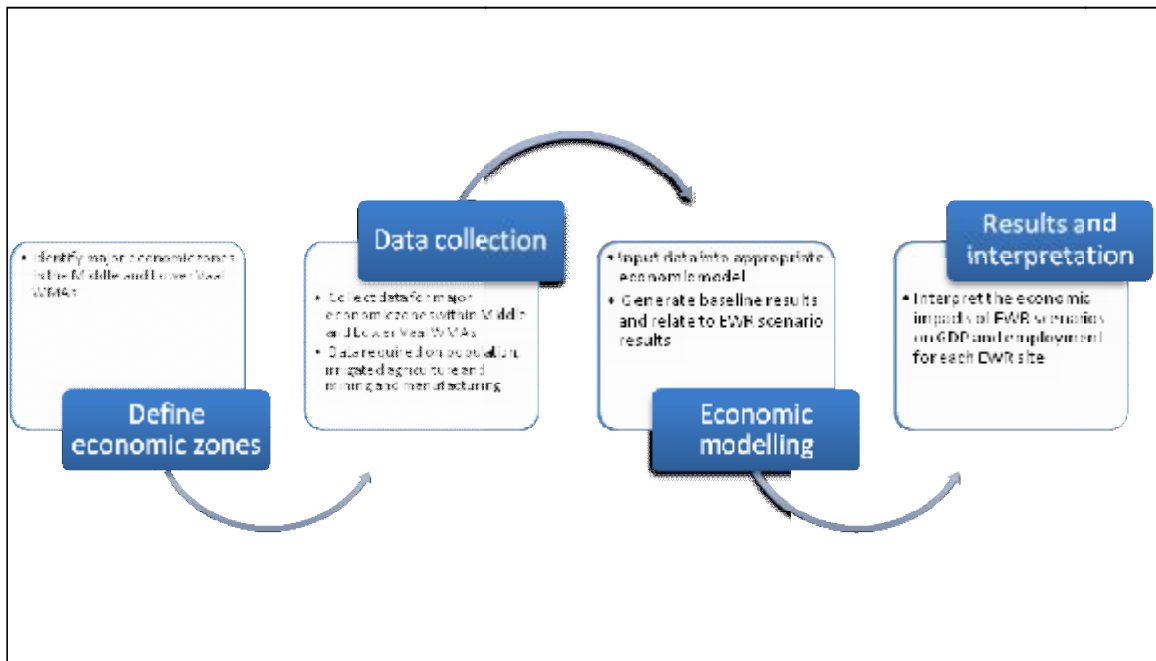 • Identify major economic zones
in the Middle and Lower Vaal
WMAs
Define
economic zones
Data collection
• Collect data for major
economic zones within Middle
and Lower Vaal WMAs
• Data required on population,
irrigated agriculture and
mining and manufacturing
• Input data into appropriate
economic model
• Generate baseline results
and relate to EWR scenario
results
Economic
modelling
Results and
interpretation
• Interpret the economic
impacts of EWR scenarios
on GDP and employment
for each EWR site